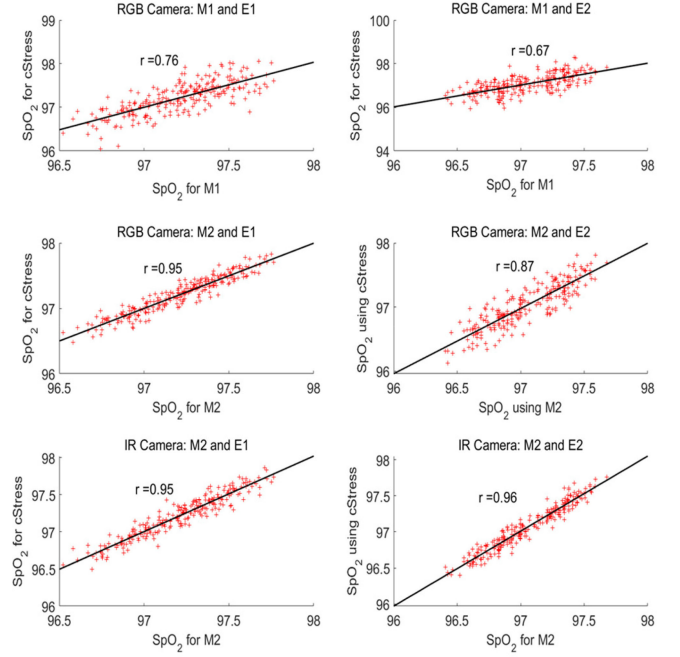 RGB Camera: M1 and E1
99
98
97
96
96.5
97
97.5
98
r =0.76
SpO2 for cStress
SpO2 for M1
RGB Camera: M1 and E2
100
98
96
94
96
96.5
97
97.5
98
r =0.67
SpO2 for cStress
SpO2 for M1
RGB Camera: M2 and E1
98
97
96
96.5
97
97.5
98
r =0.95
SpO2 for cStress
SpO2 for M2
RGB Camera: M2 and E2
98
97
96
96
96.5
97
97.5
98
r =0.87
SpO2 using cStress
SpO2 using M2
IR Camera: M2 and E1
98
97.5
97
96.5
96
96.5
97
97.5
98
r =0.95
SpO2 for cStress
SpO2 for M2
IR Camera: M2 and E2
98
97.5
97
96.5
96
96
96.5
97
97.5
98
r =0.96
SpO2 using cStress
SpO2 for M2